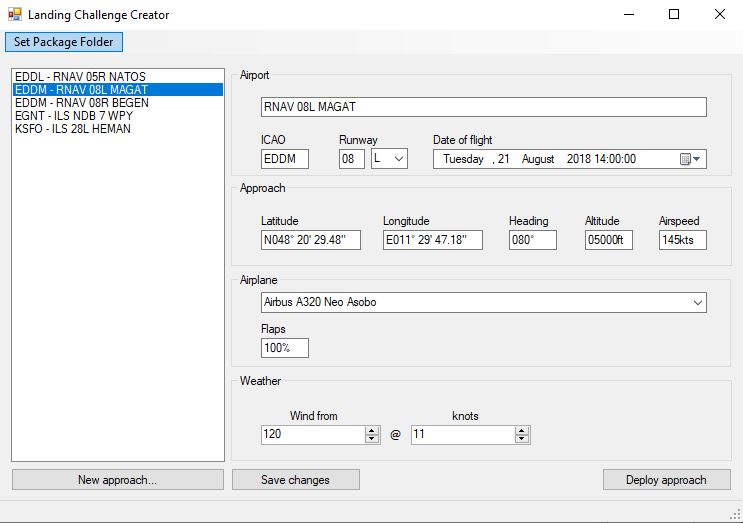 Landing Challenge Creator
Set Package Folder
EDDL - RNAV 05R NATOS
EDDM - RNAV 08L MAGAT
EDDM - RNAV 08R BEGEN
EGNT - ILS NDB 7 WPY
KSFO - ILS 28L HEMAN
Airport
RNAV 08L MAGAT
ICAO Runway Date of flight
EDDM 08 L Tuesday , 21 August 2018 14:00:00
Approach
Latitude Longitude Heading Altitude Airspeed
N048° 20' 29.48" E011° 29' 47.18" 080° 05000ft 145kts
Airplane
Airbus A320 Neo Asobo
Flaps
100%
Weather
Wind from knots
120 @ 11
New approach... Save changes Deploy approach